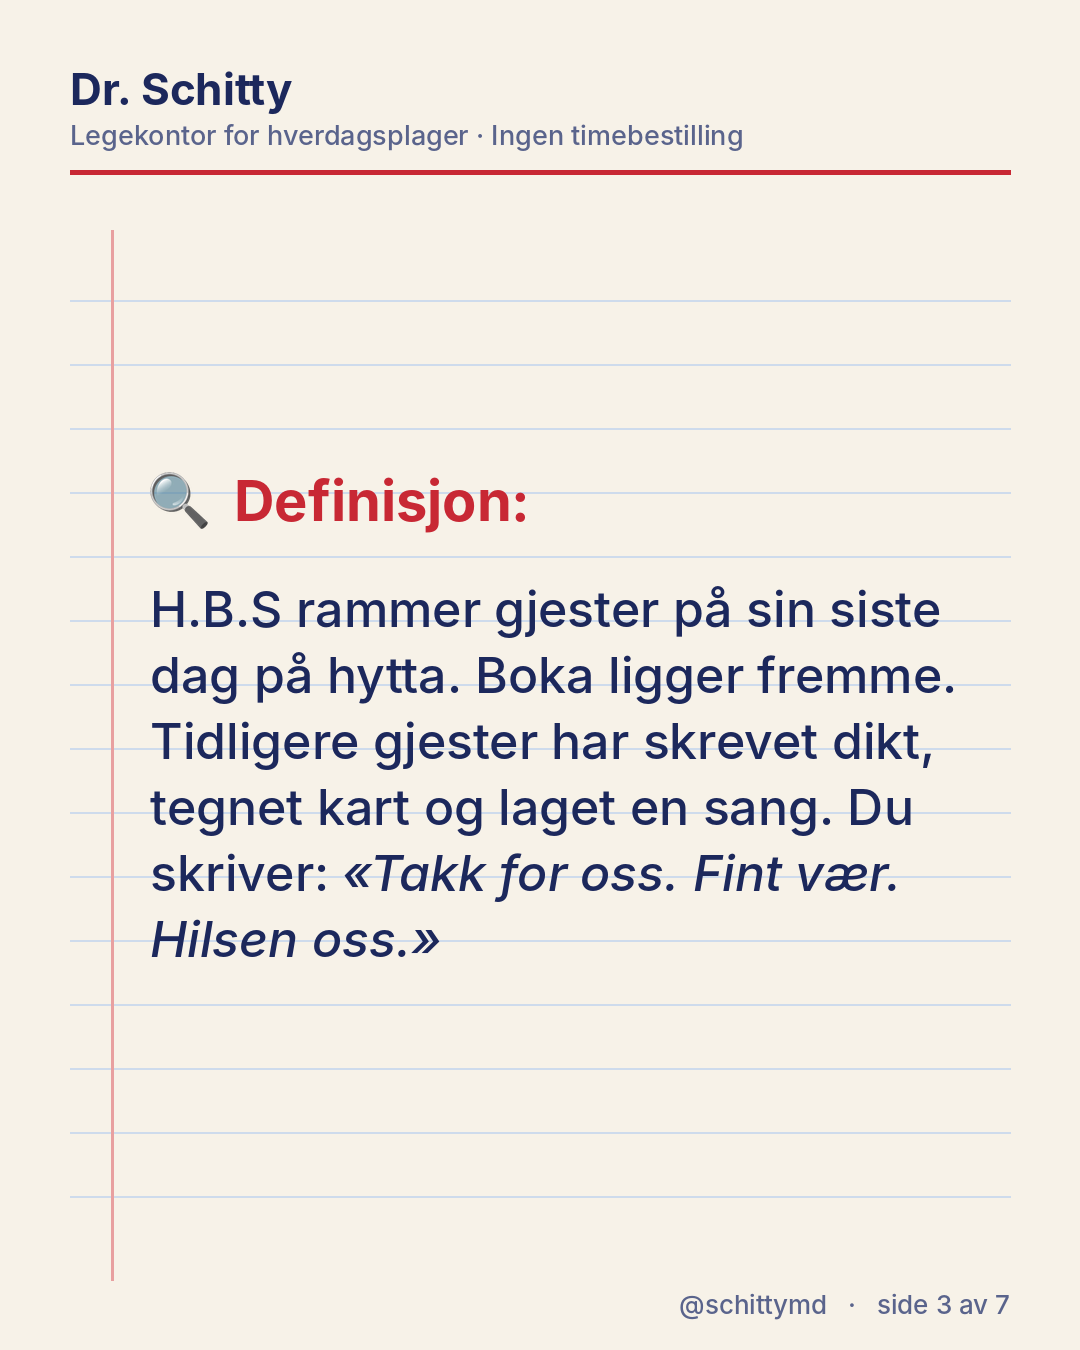 Dr. Schitty
Legekontor for hverdagsplager · Ingen timebestilling
🔍 Definisjon:
H.B.S rammer gjester på sin siste
dag på hytta. Boka ligger fremme.
Tidligere gjester har skrevet dikt,
tegnet kart og laget en sang. Du
skriver: «Takk for oss. Fint vær.
Hilsen oss.»
@schittymd · side 3 av 7